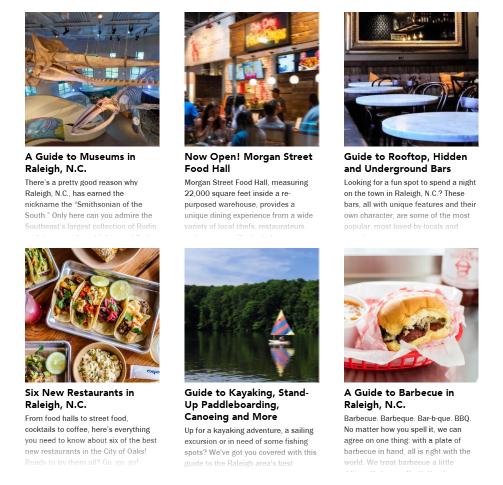 A Guide to Museums in
Raleigh, N.C.
There's a pretty good reason why
Raleigh, N.C., has earned the
nickname the "Smithsonian of the
South." Only here can you admire the
Southeast's largest collection of Rodin
Now Open! Morgan Street
Food Hall
Morgan Street Food Hall, measuring
22,000 square feet inside a re-
purposed warehouse, provides a
unique dining experience from a wide
variety of local chefs, restaurateurs
Guide to Rooftop, Hidden
and Underground Bars
Looking for a fun spot to spend a night
on the town in Raleigh, N.C.? These
bars, all with unique features and their
own character, are some of the most
popular, most loved-by-locals and
Six New Restaurants in
Raleigh, N.C.
From food halls to street food,
cocktails to coffee, here's everything
you need to know about six of the best
new restaurants in the City of Oaks!
Ready to try them all? Go, go, go!
Guide to Kayaking, Stand-
Up Paddleboarding,
Canoeing and More
Up for a kayaking adventure, a sailing
excursion or in need of some fishing
spots? We've got you covered with this
guide to the Raleigh area's best
A Guide to Barbecue in
Raleigh, N.C.
Barbecue. Barbeque. Bar-b-que. BBQ.
No matter how you spell it, we can
agree on one thing: with a plate of
barbecue in hand, all is right with the
world. We treat barbecue a little